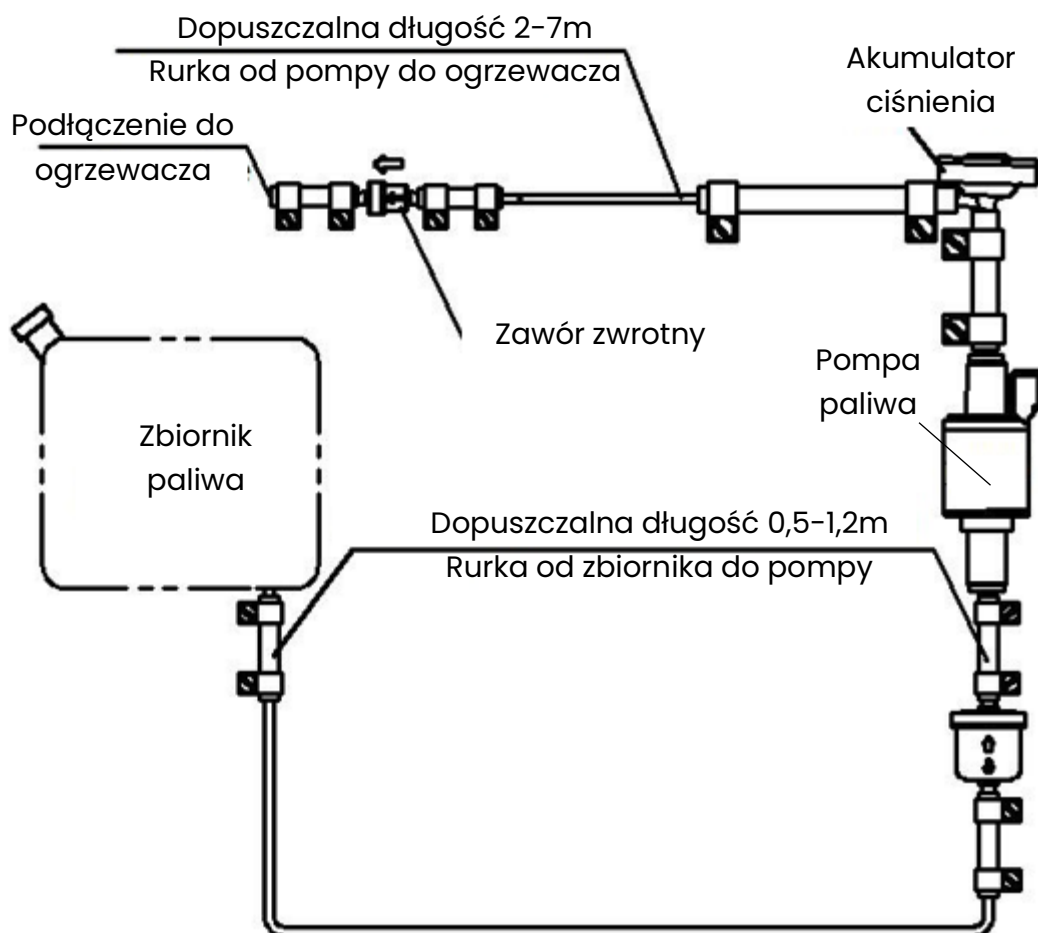 Dopuszczalna długość 2-7m
Rurka od pompy do ogrzewacza
Akumulator
ciśnienia
Podłączenie do
ogrzewacza
Zawór zwrotny
Pompa
paliwa
Zbiornik
paliwa
Dopuszczalna długość 0,5-1,2m
Rurka od zbiornika do pompy